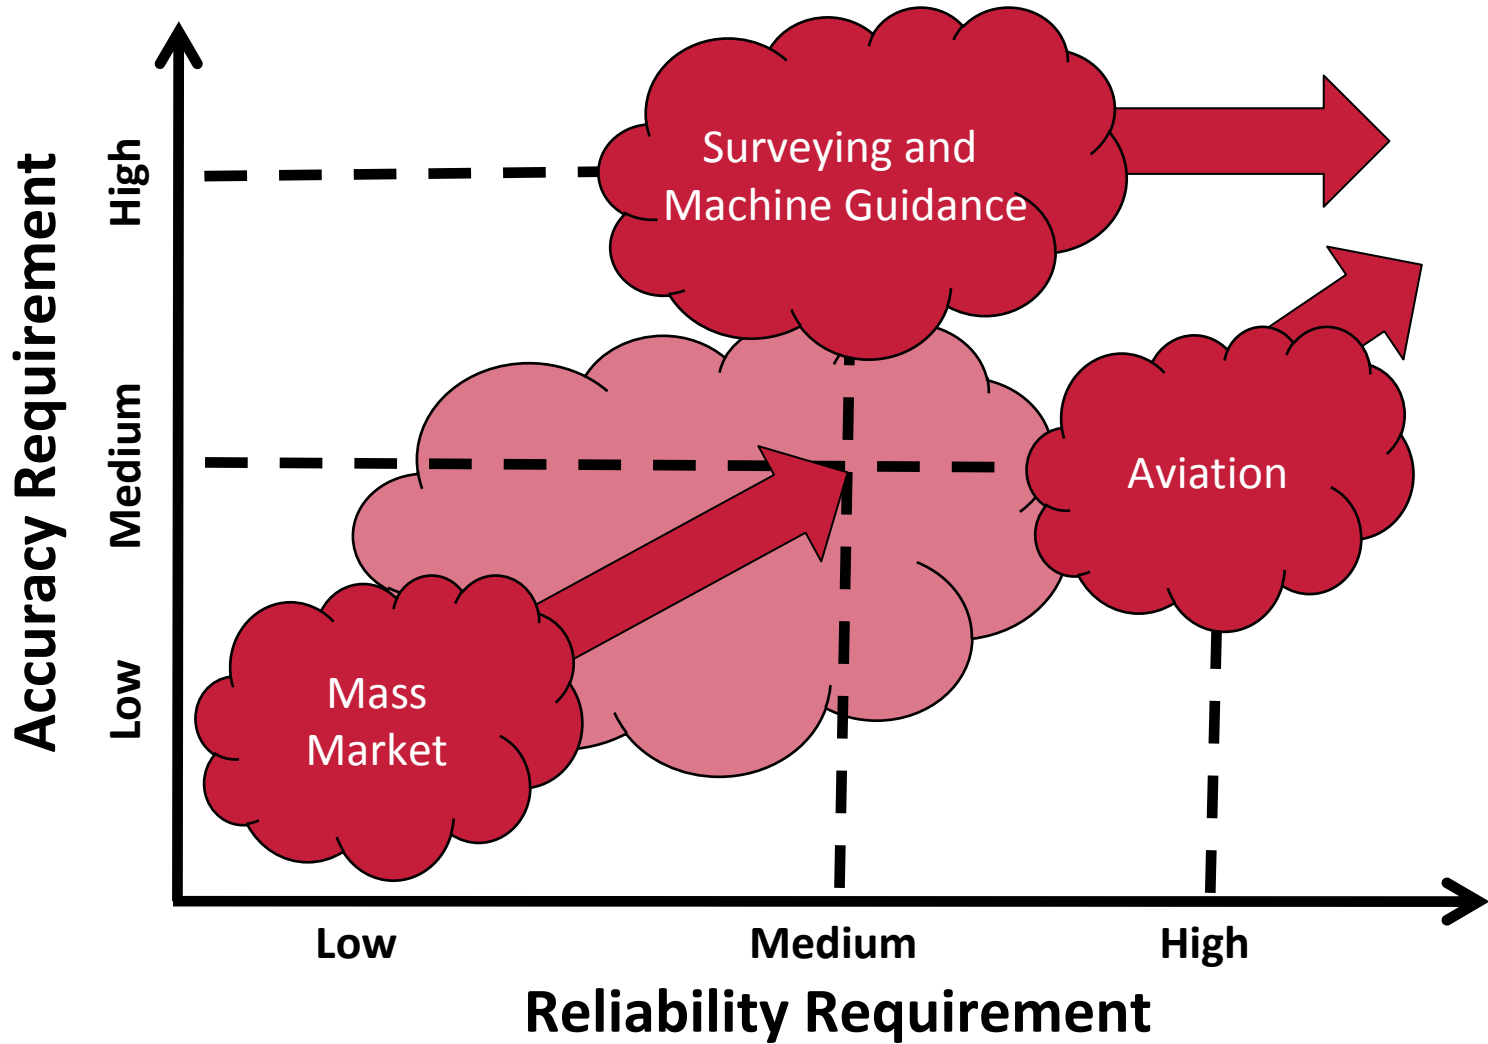 Accuracy Requirement
High
Medium
Low
Surveying and
Machine Guidance
Aviation
Mass
Market
Low
Medium
High
Reliability Requirement